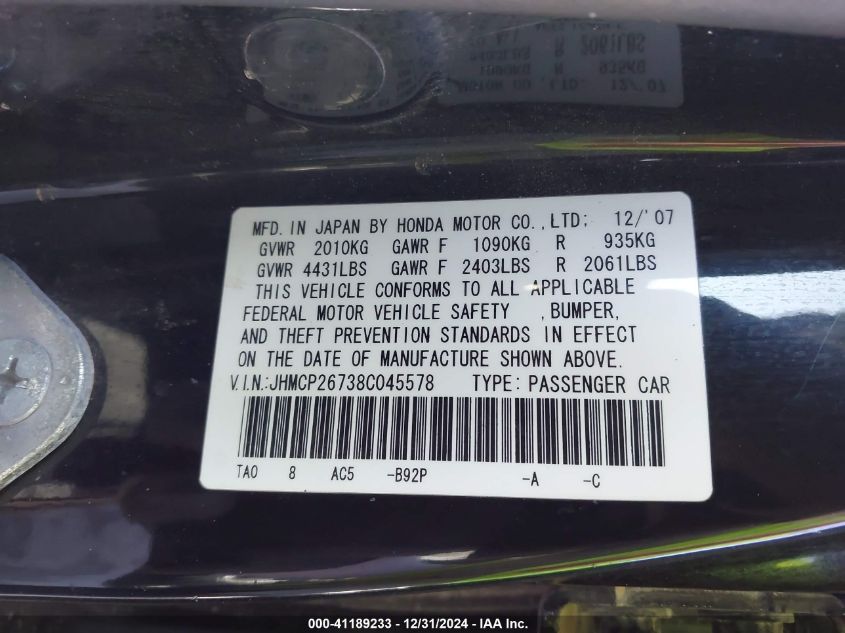 MFD. IN JAPAN BY HONDA MOTOR CO., LTD; 12/'07
GVWR 2010KG GAWR F 1090KG R 935KG
GVWR 4431LBS GAWR F 2403LBS R 2061LBS
THIS VEHICLE CONFORMS TO ALL APPLICABLE
FEDERAL MOTOR VEHICLE SAFETY , BUMPER,
AND THEFT PREVENTION STANDARDS IN EFFECT
ON THE DATE OF MANUFACTURE SHOWN ABOVE.
V.I.N.:JHMCP26738C045578 TYPE: PASSENGER CAR
TA0 8 AC5 -B92P -A -C
000-41189233 - 12/31/2024 - IAA Inc.